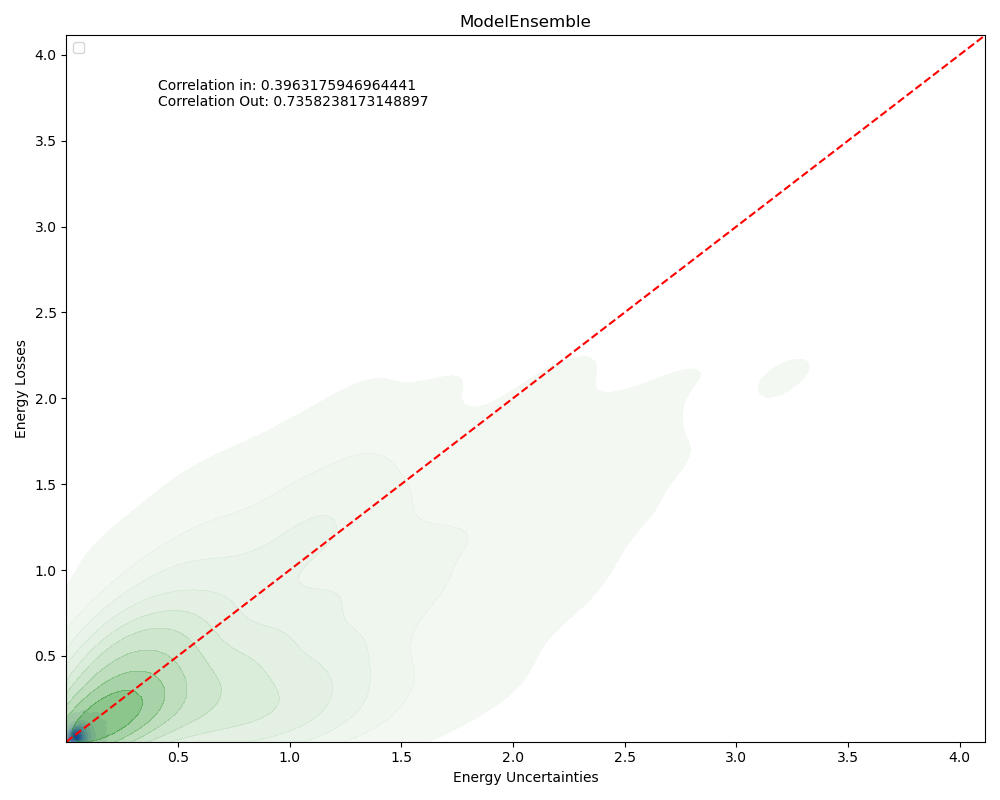 ModelEnsemble
Correlation in: 0.3963175946964441
Correlation Out: 0.7358238173148897
Energy Losses
4.0
3.5
3.0
2.5
2.0
1.5
1.0
0.5
0.5 1.0 1.5 2.0 2.5 3.0 3.5 4.0
Energy Uncertainties